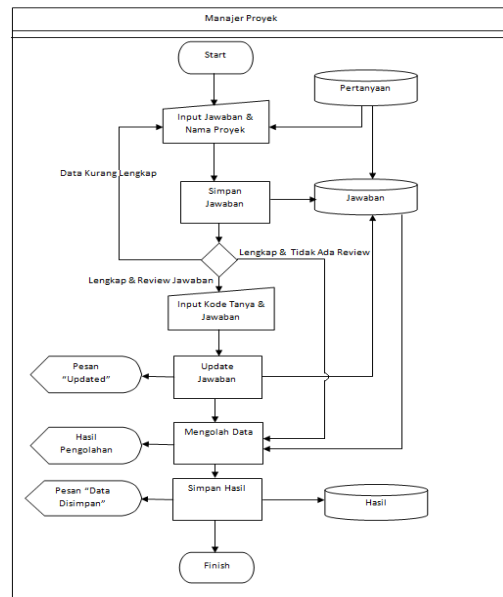 Manajer Proyek
Start
Pertanyaan
Input Jawaban &
Nama Proyek
Data Kurang Lengkap
Simpan
Jawaban
Jawaban
Lengkap & Tidak Ada Review
Lengkap & Review Jawaban
Input Kode Tanya &
Jawaban
Pesan
“Updated”
Update
Jawaban
Hasil
Pengolahan
Mengolah Data
Pesan “Data
Disimpan”
Simpan Hasil
Hasil
Finish